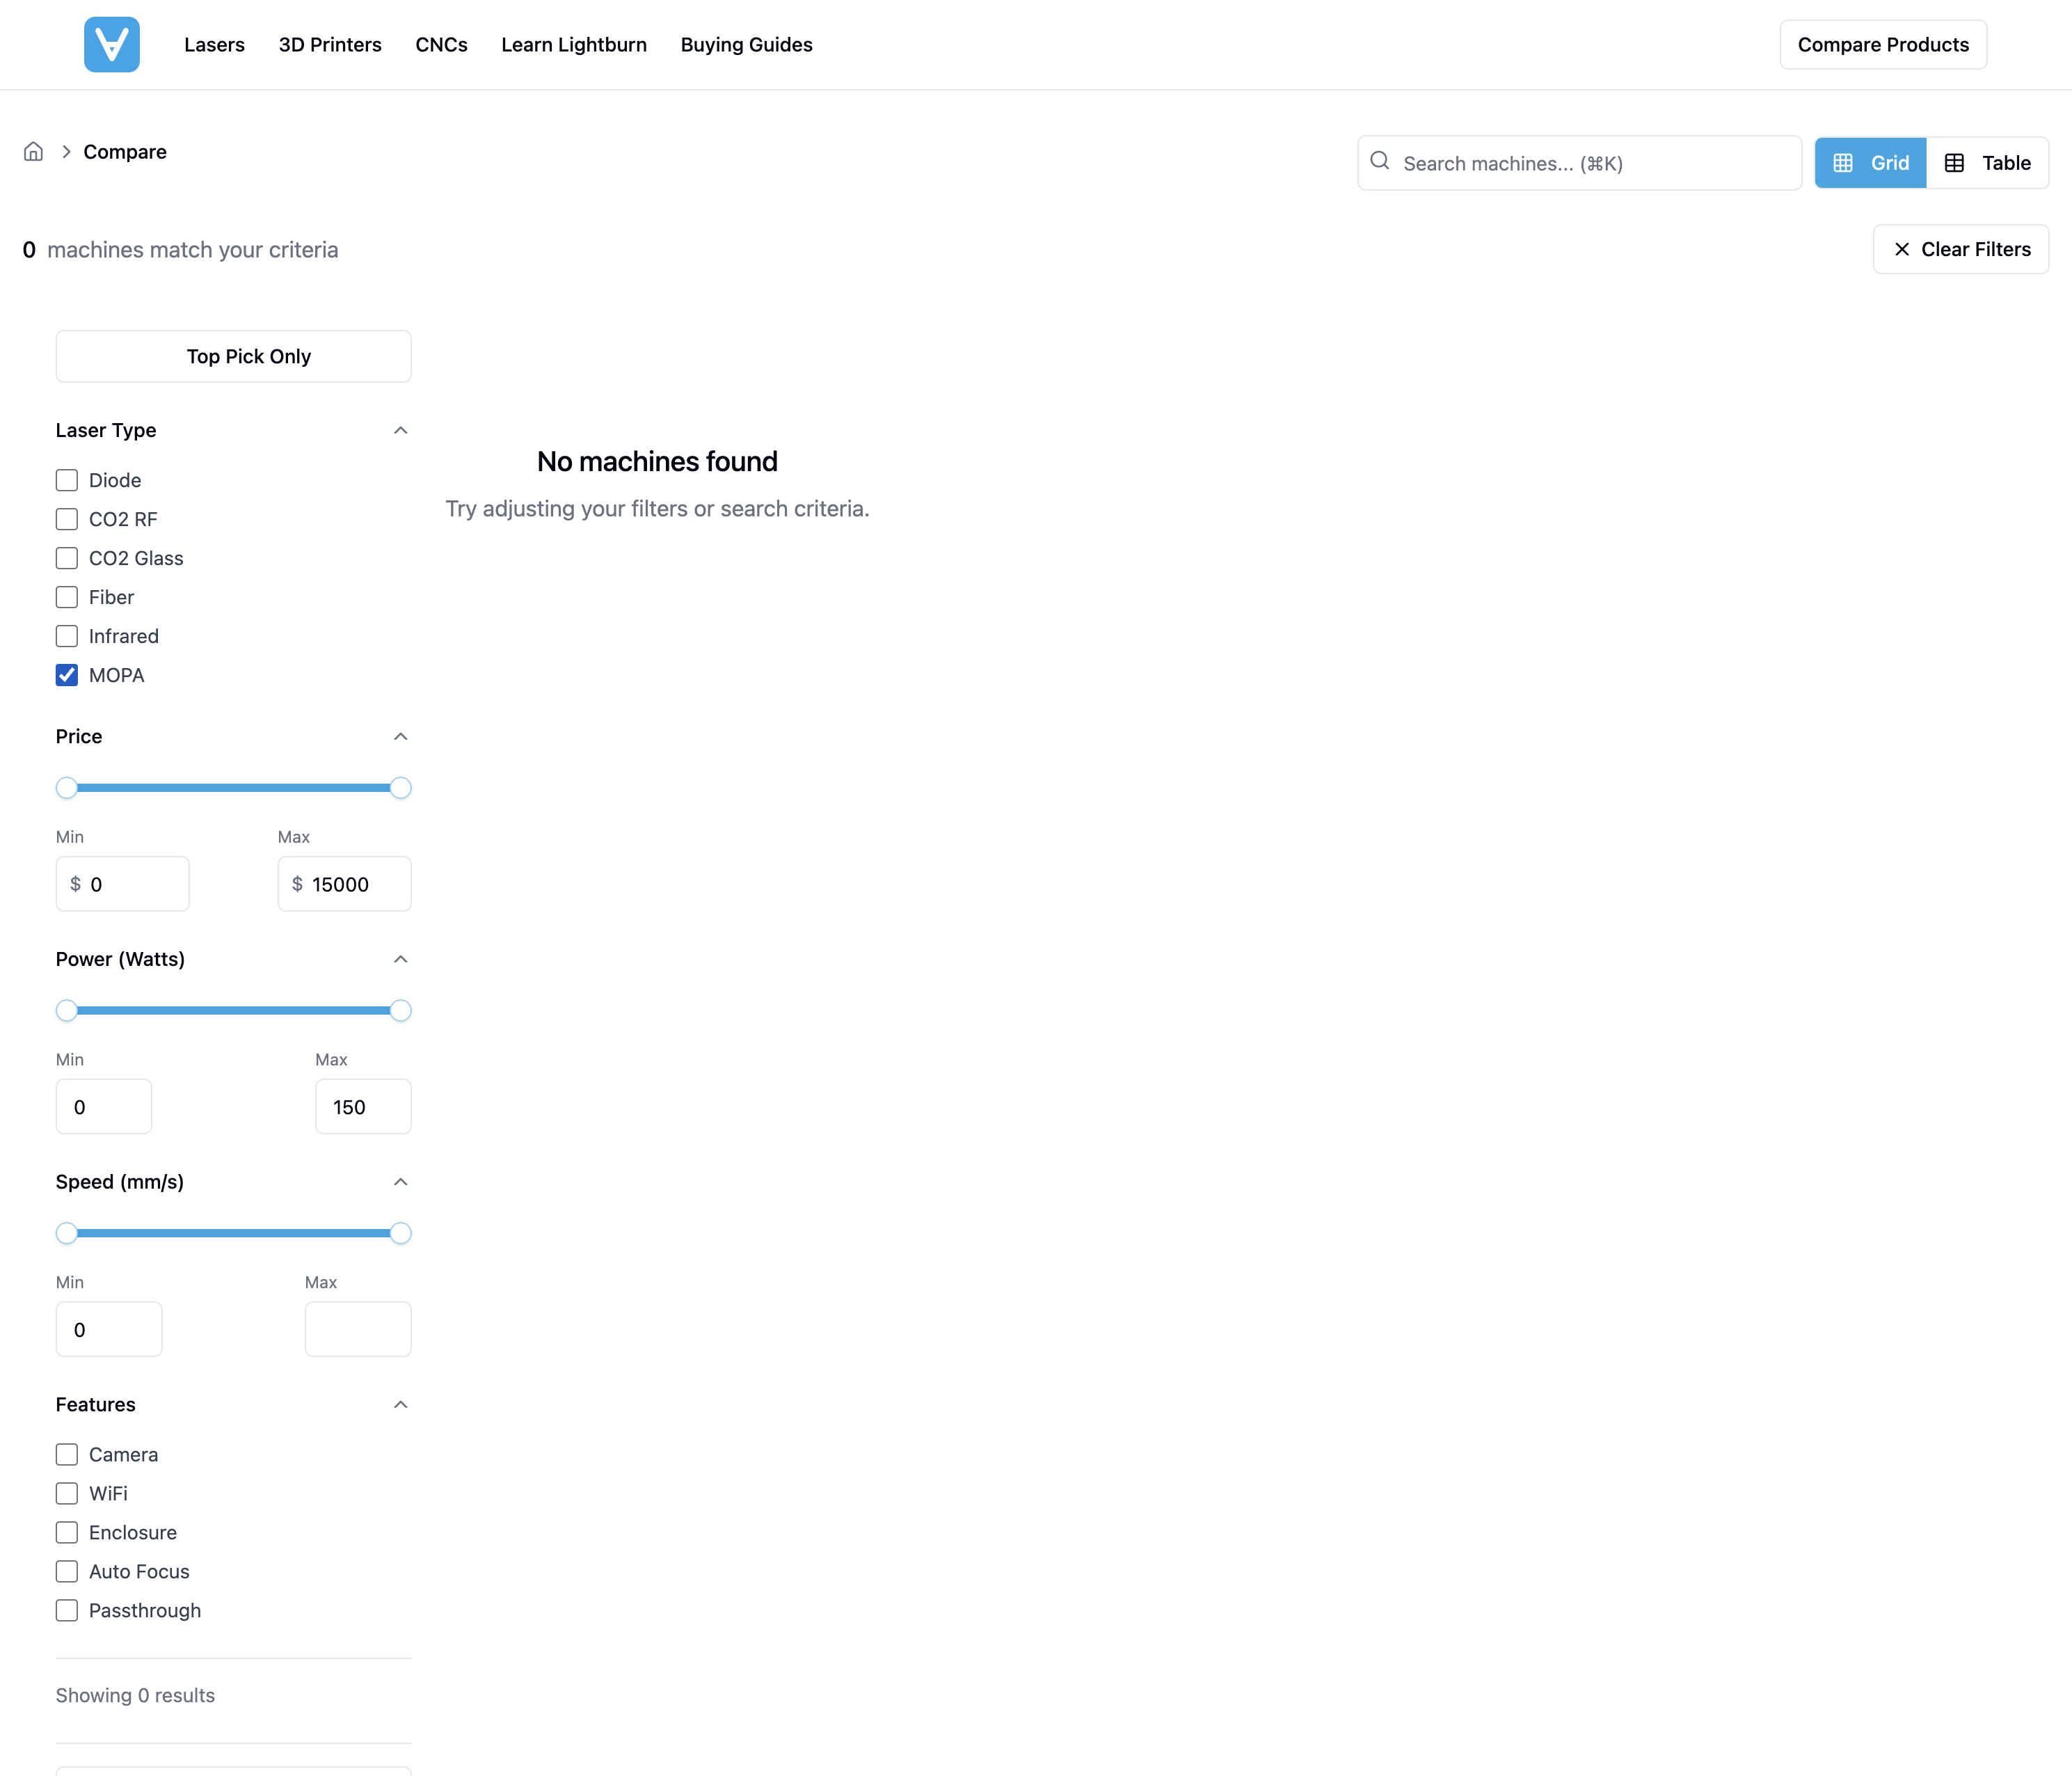 Lasers 3D Printers CNCs Learn Lightburn Buying Guides Compare Products
Compare
Search machines... (⌘K)
Grid Table
0 machines match your criteria
Clear Filters
Top Pick Only
Laser Type
Diode
CO2 RF
CO2 Glass
Fiber
Infrared
MOPA
Price
Min Max
$ 0 $ 15000
Power (Watts)
Min Max
0 150
Speed (mm/s)
Min Max
0
Features
Camera
WiFi
Enclosure
Auto Focus
Passthrough
Showing 0 results
No machines found
Try adjusting your filters or search criteria.